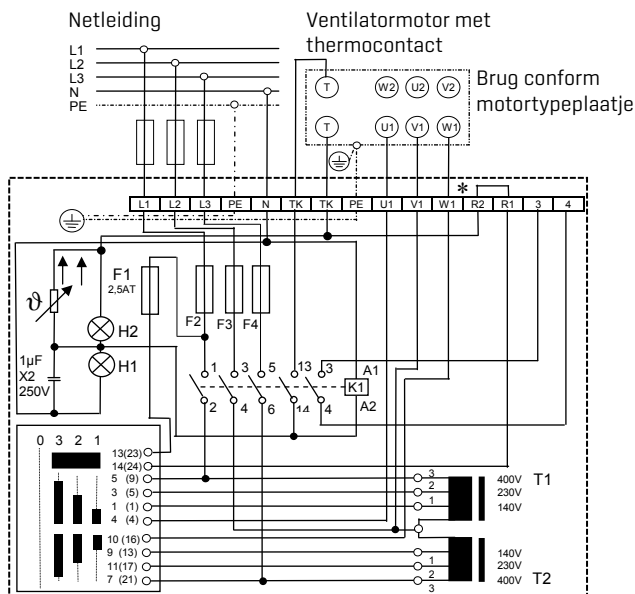 Netleiding
Ventilatormotor met
thermocontact
Brug conform
motortypeplaatje
L1
L2
L3
N
PE
T W2 U2 V2
T U1 V1 W1
*
L1 L2 L3 PE N TK TK PE U1 V1 W1 R2 R1 3 4
ϑ
F1
2,5AT
F2 F3 F4
H2
H1
1µF
X2
250V
1 3 5 13 3 A1
K1
2 4 6 14 4 A2
0 3 2 1
13(23)
14(24)
5 (9)
3 (5)
1 (1)
4 (4)
10 (16)
9 (13)
11(17)
7 (21)
3 400V T1
2 230V
1 140V
140V
1 230V
2 400V T2
3